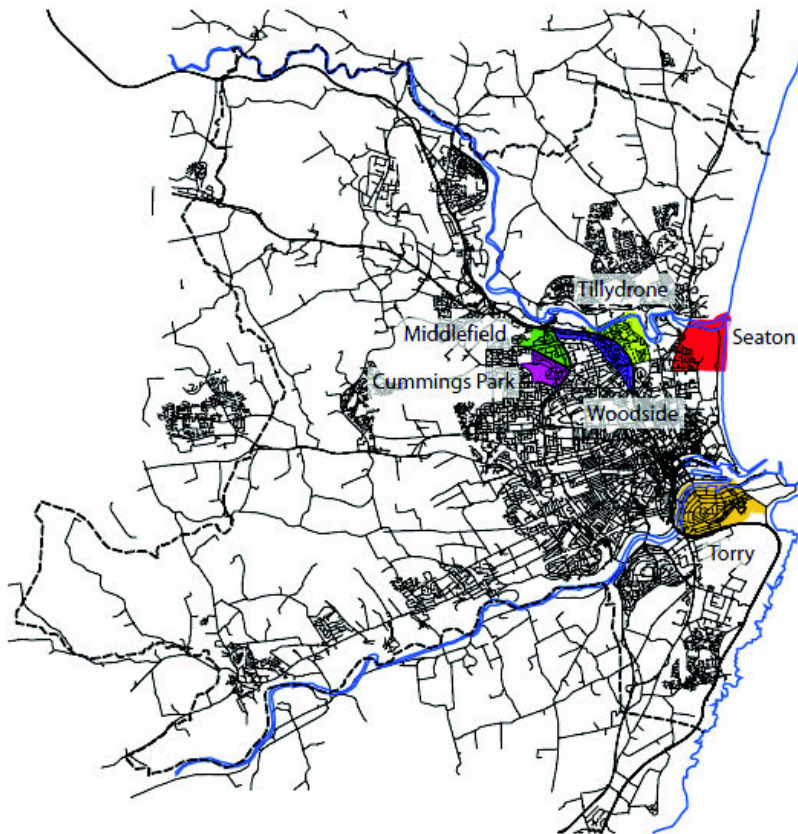 Tillydrone
Middlefield
Seaton
Cummings Park
Woodside
Torry